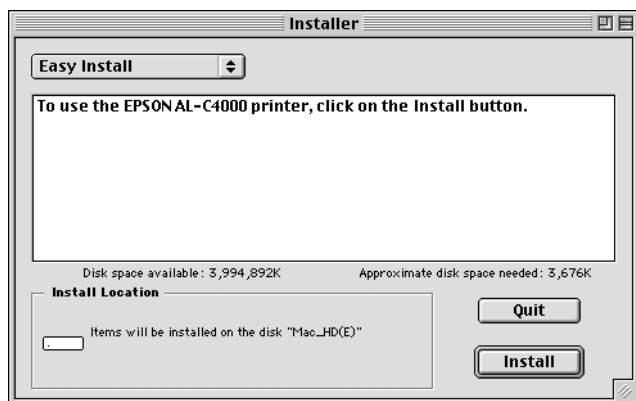 Installer
Easy Install
To use the EPSON AL-C4000 printer, click on the Install button.
Disk space available: 3,994,892K
Approximate disk space needed: 3,676K
Install Location
Items will be installed on the disk "Mac_HD(E)"
Quit
Install